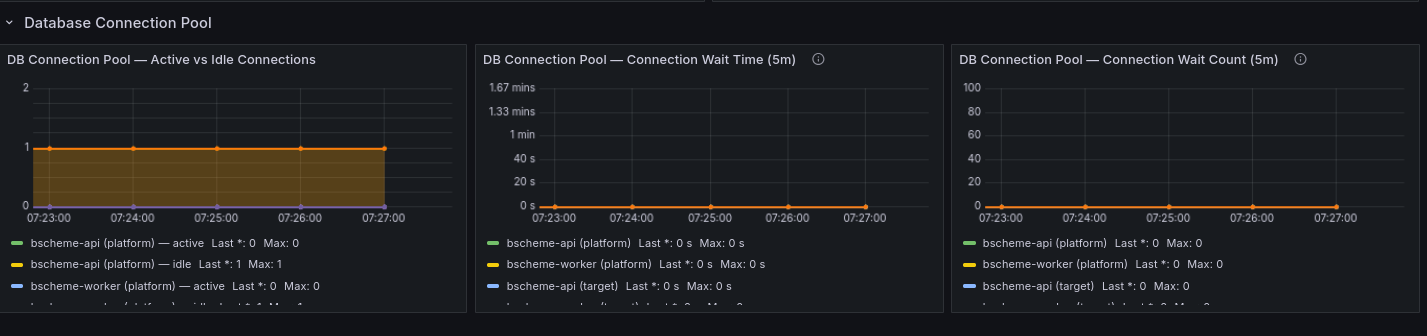 Database Connection Pool
DB Connection Pool — Active vs Idle Connections
2
1
0
07:23:00 07:24:00 07:25:00 07:26:00 07:27:00
bscheme-api (platform) — active Last *: 0 Max: 0
bscheme-api (platform) — idle Last *: 1 Max: 1
bscheme-worker (platform) — active Last *: 0 Max: 0
DB Connection Pool — Connection Wait Time (5m)
1.67 mins
1.33 mins
1 min
40 s
20 s
0 s
07:23:00 07:24:00 07:25:00 07:26:00 07:27:00
bscheme-api (platform) Last *: 0 s Max: 0 s
bscheme-worker (platform) Last *: 0 s Max: 0 s
bscheme-api (target) Last *: 0 s Max: 0 s
DB Connection Pool — Connection Wait Count (5m)
100
80
60
40
20
0
07:23:00 07:24:00 07:25:00 07:26:00 07:27:00
bscheme-api (platform) Last *: 0 Max: 0
bscheme-worker (platform) Last *: 0 Max: 0
bscheme-api (target) Last *: 0 Max: 0